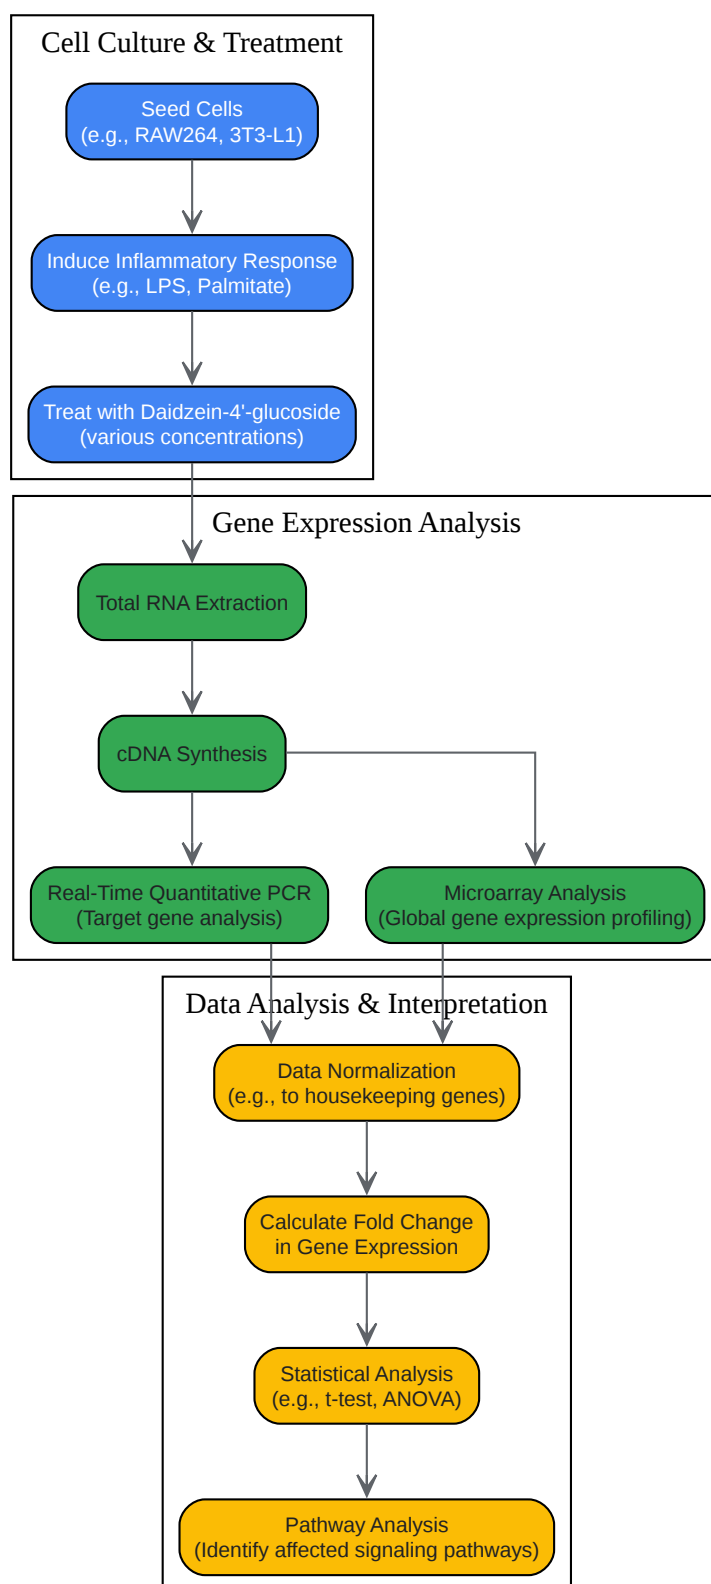 Cell Culture & Treatment
Seed Cells
(e.g., RAW264, 3T3-L1)
Induce Inflammatory Response
(e.g., LPS, Palmitate)
Treat with Daidzein-4'-glucoside
(various concentrations)
Gene Expression Analysis
Total RNA Extraction
cDNA Synthesis
Real-Time Quantitative PCR
(Target gene analysis)
Microarray Analysis
(Global gene expression profiling)
Data Analysis & Interpretation
Data Normalization
(e.g., to housekeeping genes)
Calculate Fold Change
in Gene Expression
Statistical Analysis
(e.g., t-test, ANOVA)
Pathway Analysis
(Identify affected signaling pathways)